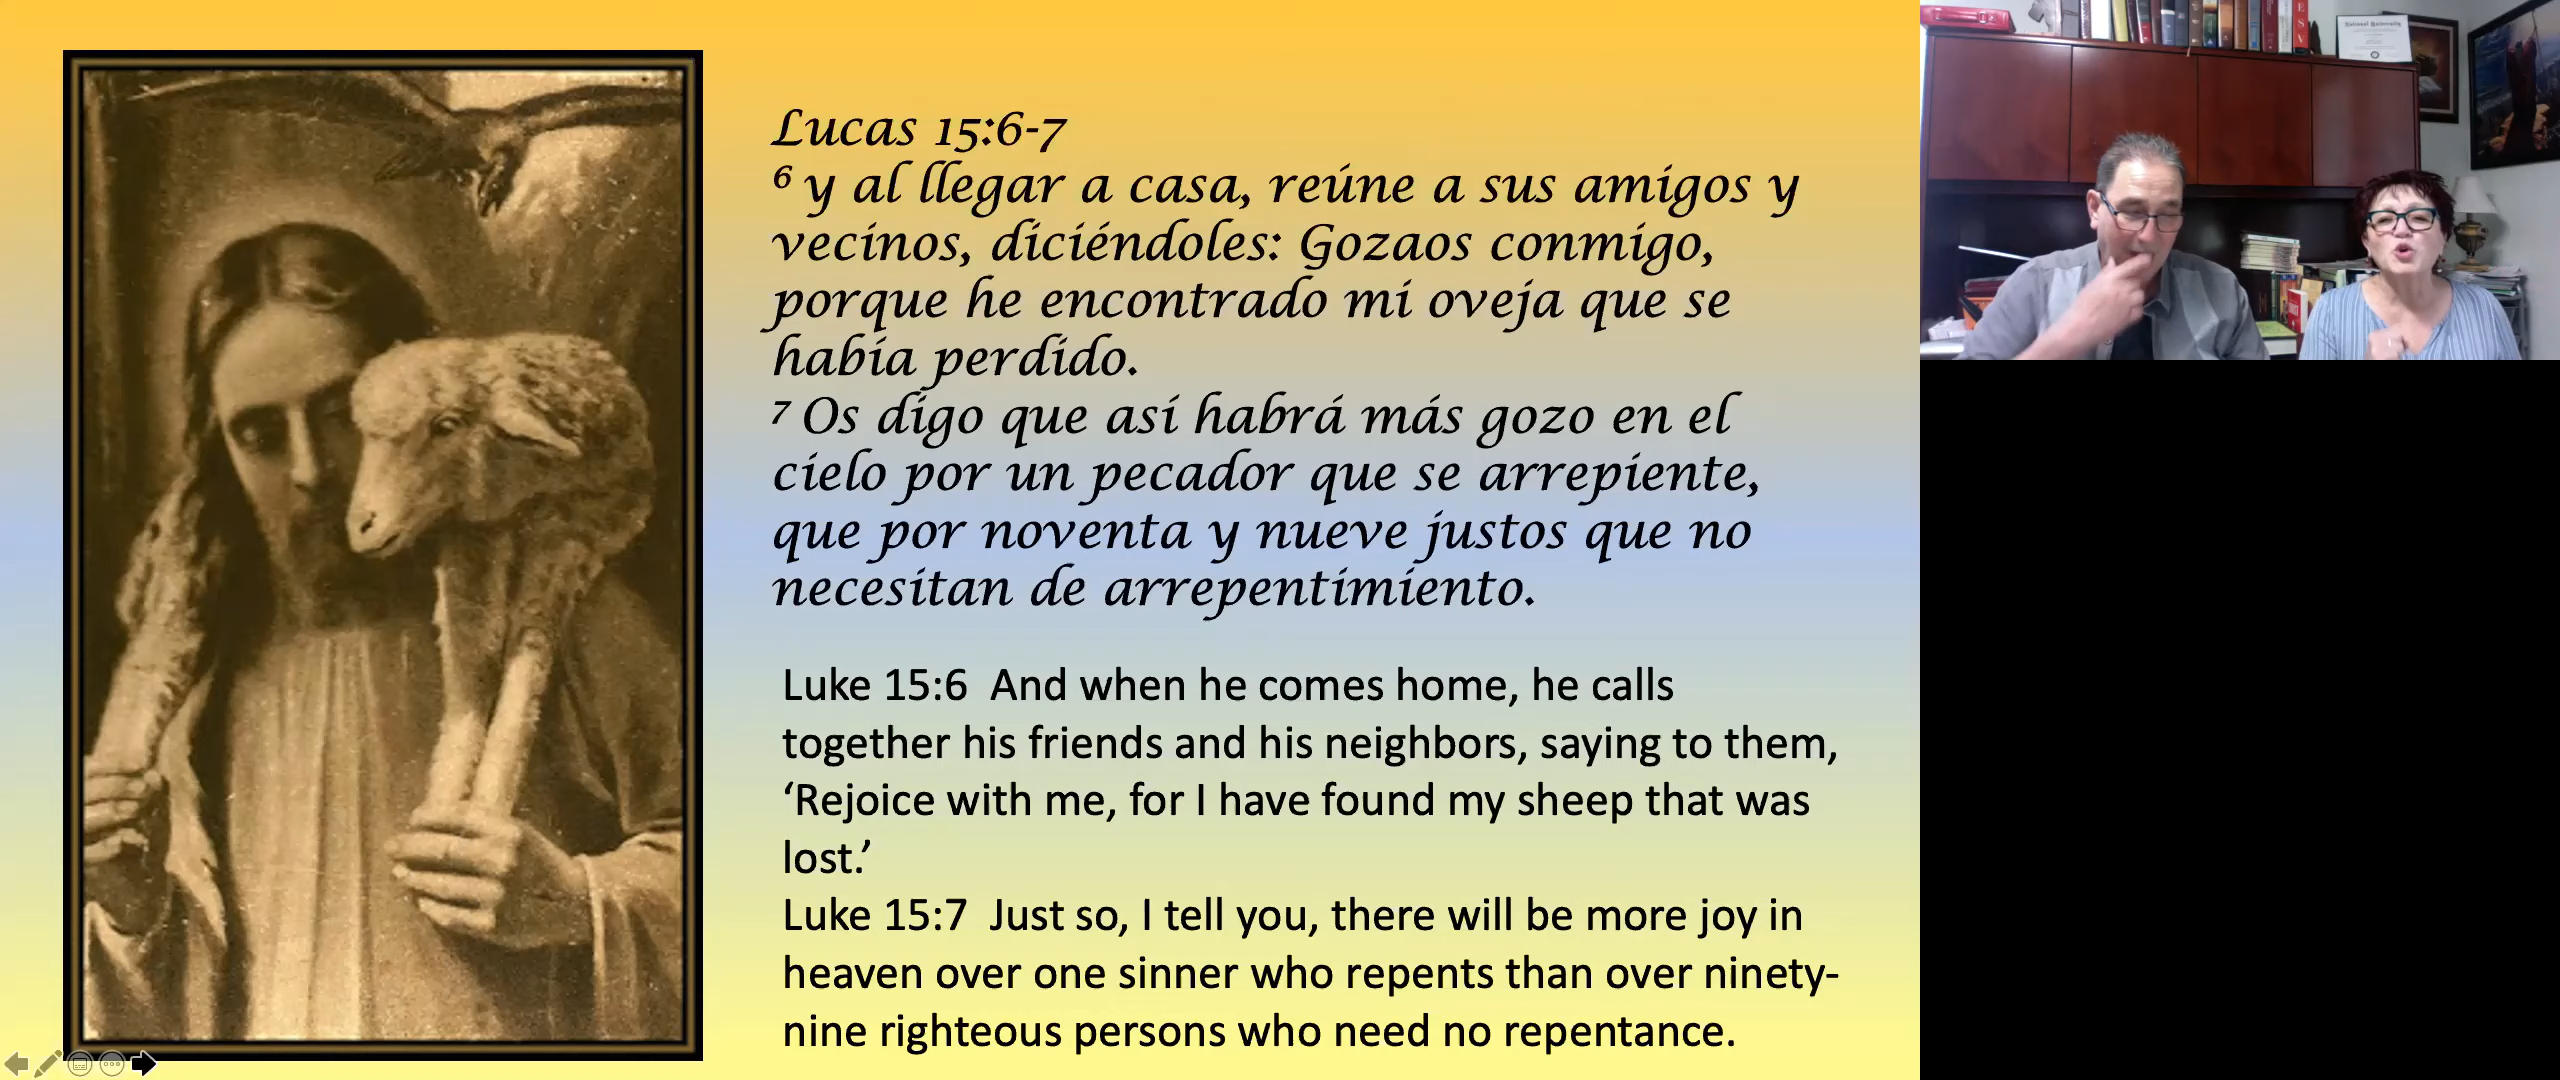 Lucas 15:6-7
⁶ y al llegar a casa, reúne a sus amigos y
vecinos, diciéndoles: Gozaos conmigo,
porque he encontrado mi oveja que se
había perdido.
⁷ Os digo que así habrá más gozo en el
cielo por un pecador que se arrepiente,
que por noventa y nueve justos que no
necesitan de arrepentimiento.
Luke 15:6  And when he comes home, he calls
together his friends and his neighbors, saying to them,
‘Rejoice with me, for I have found my sheep that was
lost.’
Luke 15:7  Just so, I tell you, there will be more joy in
heaven over one sinner who repents than over ninety-
nine righteous persons who need no repentance.